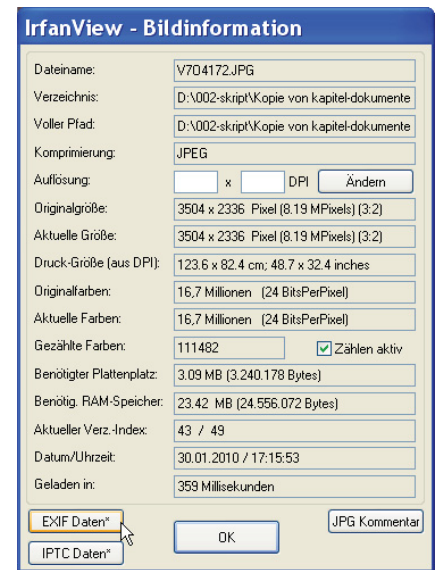 IrfanView - Bildinformation
Dateiname: V7O4172.JPG
Verzeichnis: D:\002-skript\Kopie von kapitel-dokumente
Voller Pfad: D:\002-skript\Kopie von kapitel-dokumente
Komprimierung: JPEG
Auflösung: x DPI Ändern
Originalgröße: 3504 x 2336 Pixel (8.19 MPixels) (3:2)
Aktuelle Größe: 3504 x 2336 Pixel (8.19 MPixels) (3:2)
Druck-Größe (aus DPI): 123.6 x 82.4 cm; 48.7 x 32.4 inches
Originalfarben: 16,7 Millionen (24 BitsPerPixel)
Aktuelle Farben: 16,7 Millionen (24 BitsPerPixel)
Gezählte Farben: 111482 Zählen aktiv
Benötigter Plattenplatz: 3.09 MB (3.240.178 Bytes)
Benötig. RAM-Speicher: 23.42 MB (24.556.072 Bytes)
Aktueller Verz.-Index: 43 / 49
Datum/Uhrzeit: 30.01.2010 / 17:15:53
Geladen in: 359 Millisekunden
EXIF Daten* OK JPG Kommentar
IPTC Daten*